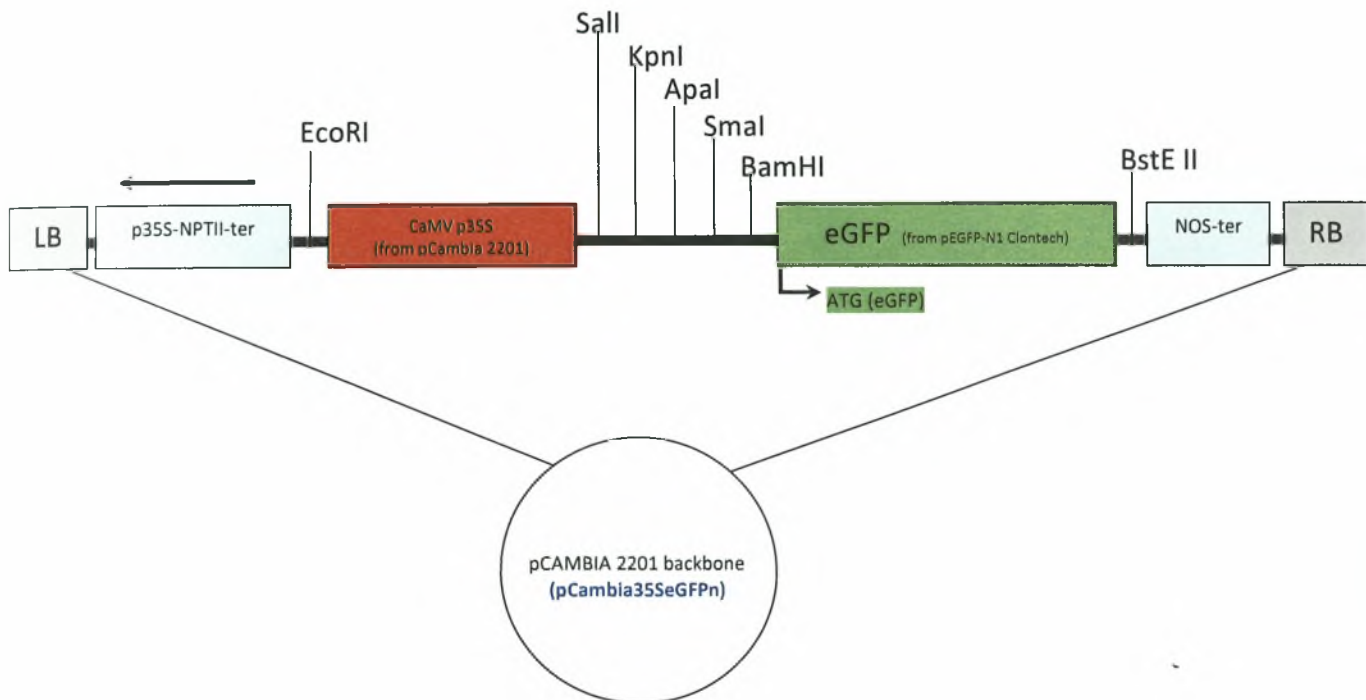 SalI
KpnI
ApaI
SmaI
BamHI
EcoRI
BstE II
LB
p35S-NPTII-ter
CaMV p35S
(from pCambia 2201)
eGFP (from pEGFP-N1 Clontech)
NOS-ter
RB
ATG (eGFP)
pCAMBIA 2201 backbone
(pCambia35SeGFPn)